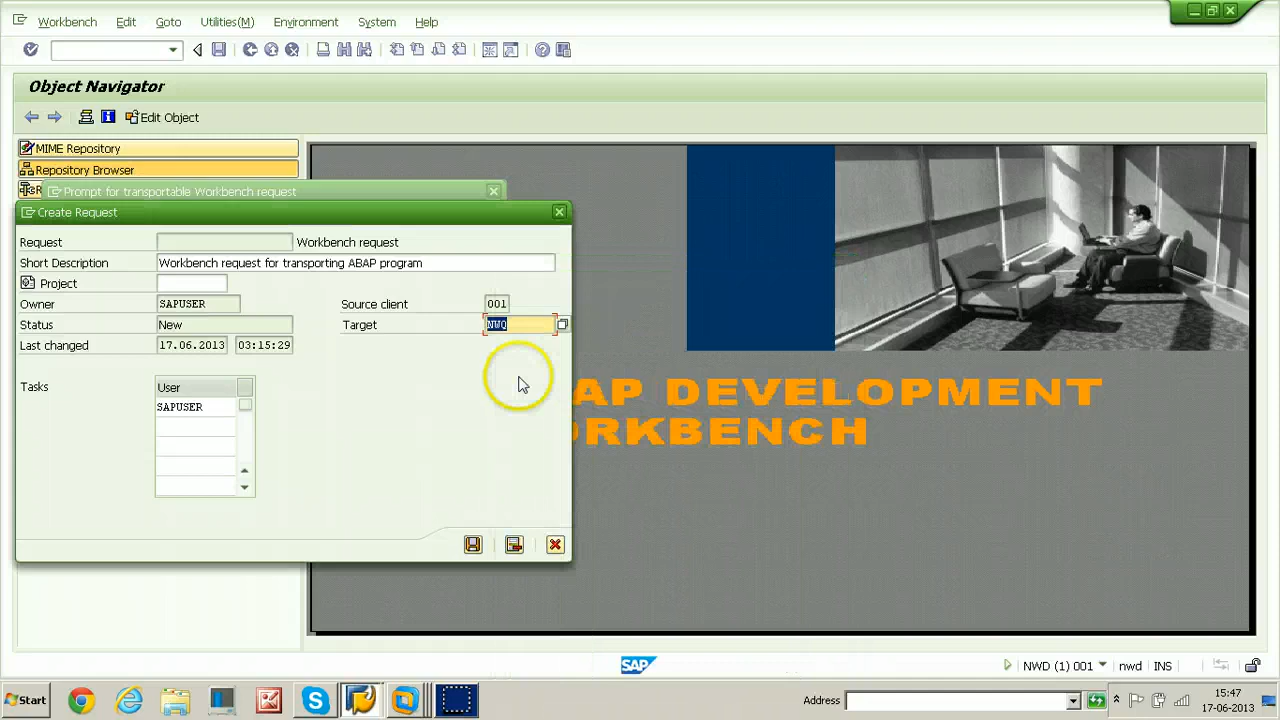 Workbench Edit Goto Utilities(M) Environment System Help
Object Navigator
Edit Object
MIME Repository
Repository Browser
R
Prompt for transportable Workbench request
Create Request
Request Workbench request
Short Description Workbench request for transporting ABAP program
Project
Owner SAPUSER Source client 001
Status New Target NWQ
Last changed 17.06.2013 03:15:29
Tasks User
SAPUSER
AP DEVELOPMENT
ORKBENCH
SAP NWD (1) 001 nwd INS
Start Address 15:47
17-06-2013